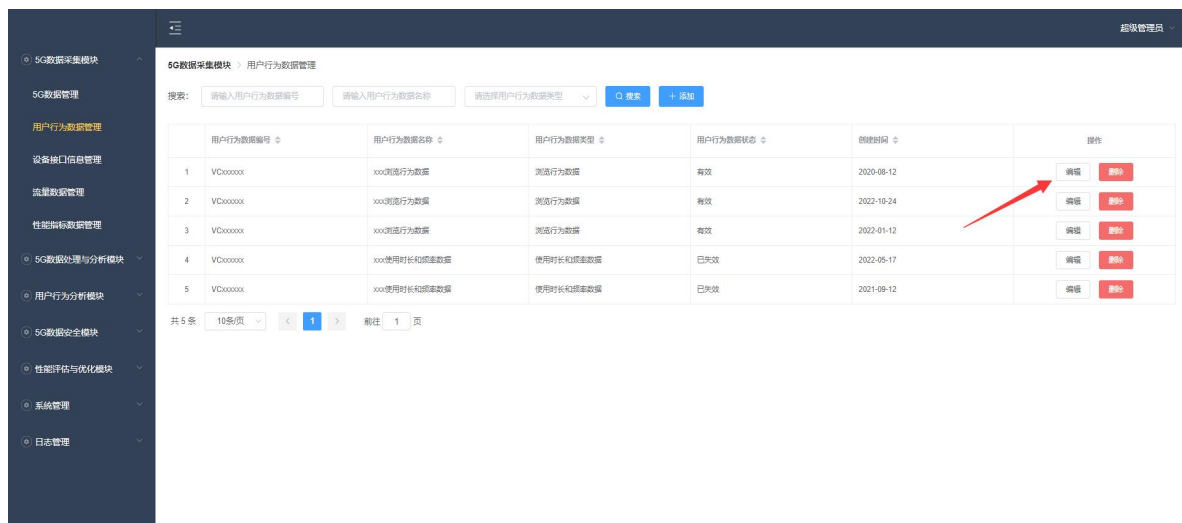 超级管理员
5G数据采集模块
5G数据管理
用户行为数据管理
设备接口信息管理
流量数据管理
性能指标数据管理
5G数据处理与分析模块
用户行为分析模块
5G数据安全模块
性能评估与优化模块
系统管理
日志管理
5G数据采集模块 > 用户行为数据管理
搜索: 请输入用户行为数据编号 请输入用户行为数据名称 请选择用户行为数据类型 搜索 + 添加
用户行为数据编号 用户行为数据名称 用户行为数据类型 用户行为数据状态 创建时间 操作
1 VCxxxxxx xxx浏览行为数据 浏览行为数据 有效 2020-08-12 编辑 删除
2 VCxxxxxx xxx浏览行为数据 浏览行为数据 有效 2022-10-24 编辑 删除
3 VCxxxxxx xxx浏览行为数据 浏览行为数据 有效 2022-01-12 编辑 删除
4 VCxxxxxx xxx使用时长和频率数据 使用时长和频率数据 已失效 2022-05-17 编辑 删除
5 VCxxxxxx xxx使用时长和频率数据 使用时长和频率数据 已失效 2021-09-12 编辑 删除
共 5 条 10条/页 < 1 > 前往 1 页